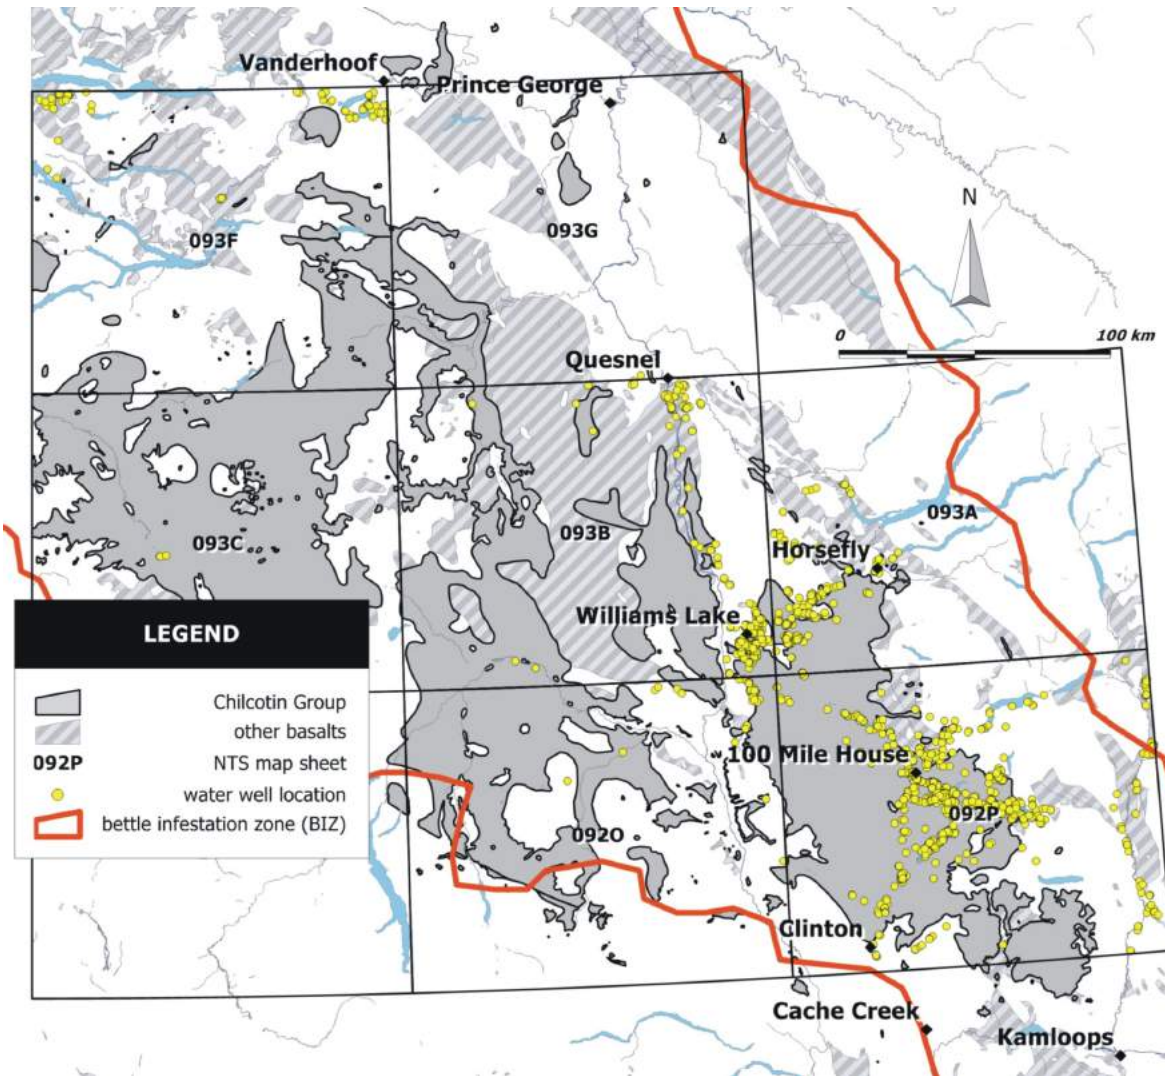 Vanderhoof
Prince George
N
093F
093G
0 100 km
Quesnel
093A
093B
093C
Horsefly
Williams Lake
LEGEND
Chilcotin Group
other basalts
092P NTS map sheet
water well location
bettle infestation zone (BIZ)
100 Mile House
092P
092O
Clinton
Cache Creek
Kamloops